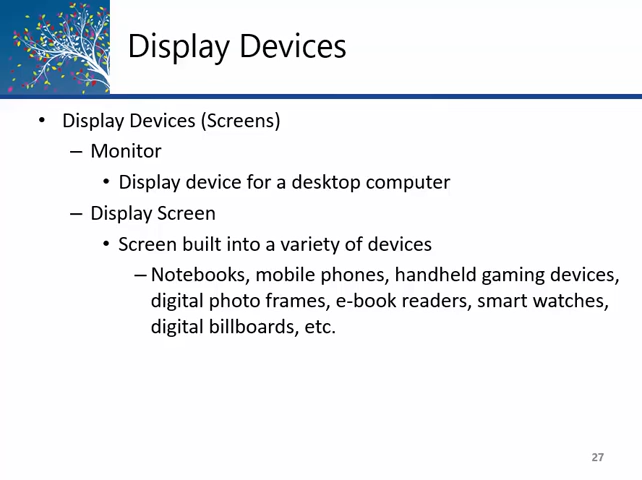 Display Devices
• Display Devices (Screens)
– Monitor
• Display device for a desktop computer
– Display Screen
• Screen built into a variety of devices
– Notebooks, mobile phones, handheld gaming devices,
digital photo frames, e-book readers, smart watches,
digital billboards, etc.
27